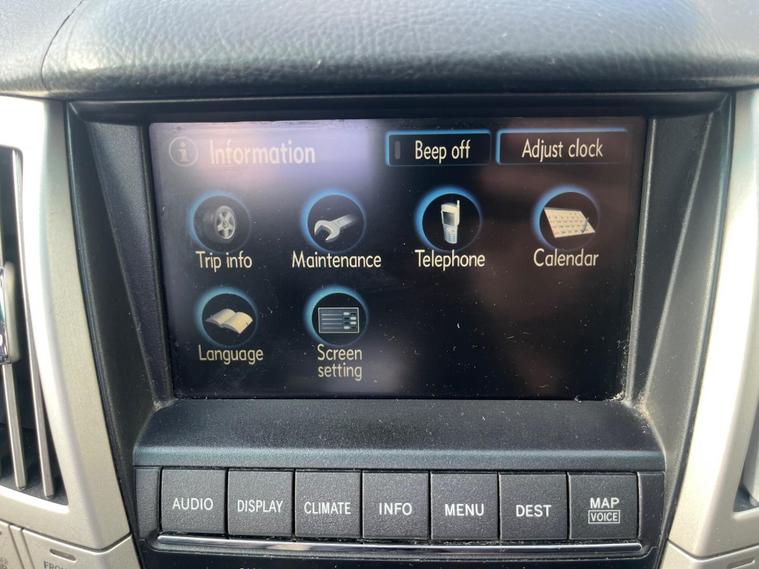 Information
Beep off
Adjust clock
Trip info
Maintenance
Telephone
Calendar
Language
Screen
setting
AUDIO
DISPLAY
CLIMATE
INFO
MENU
DEST
MAP
VOICE